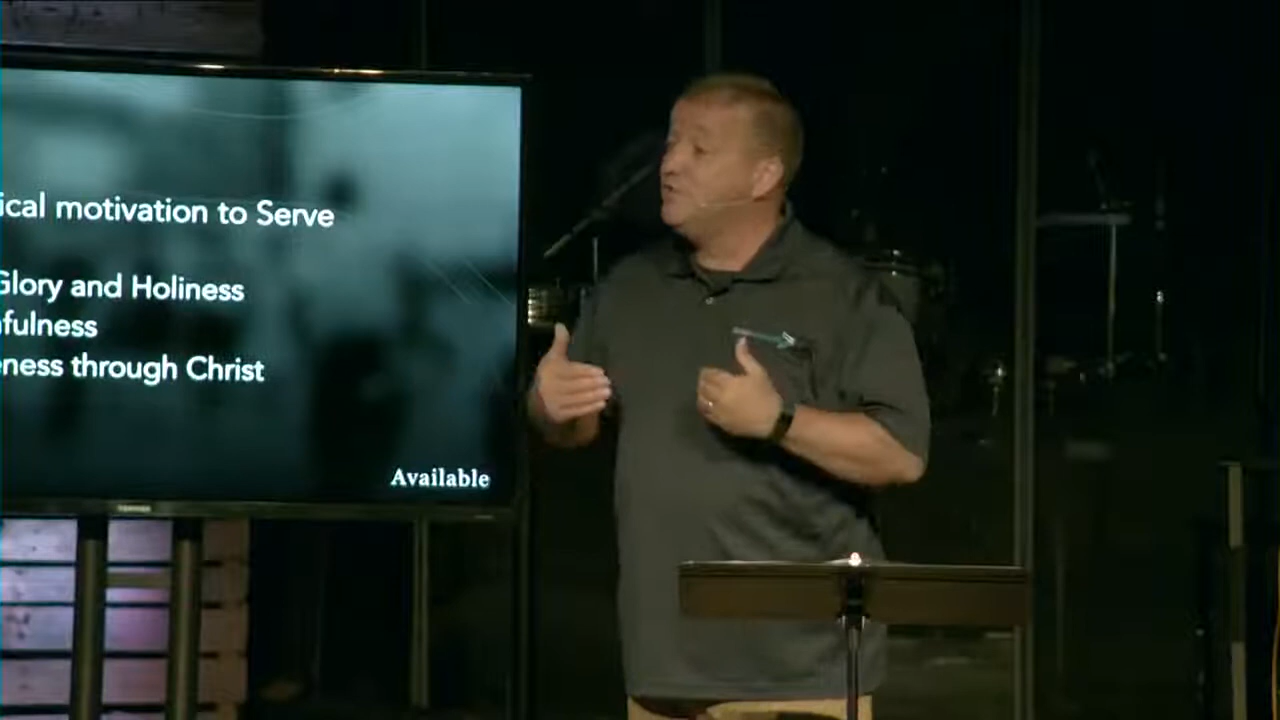 ical motivation to Serve
Glory and Holiness
fulness
eness through Christ
Available